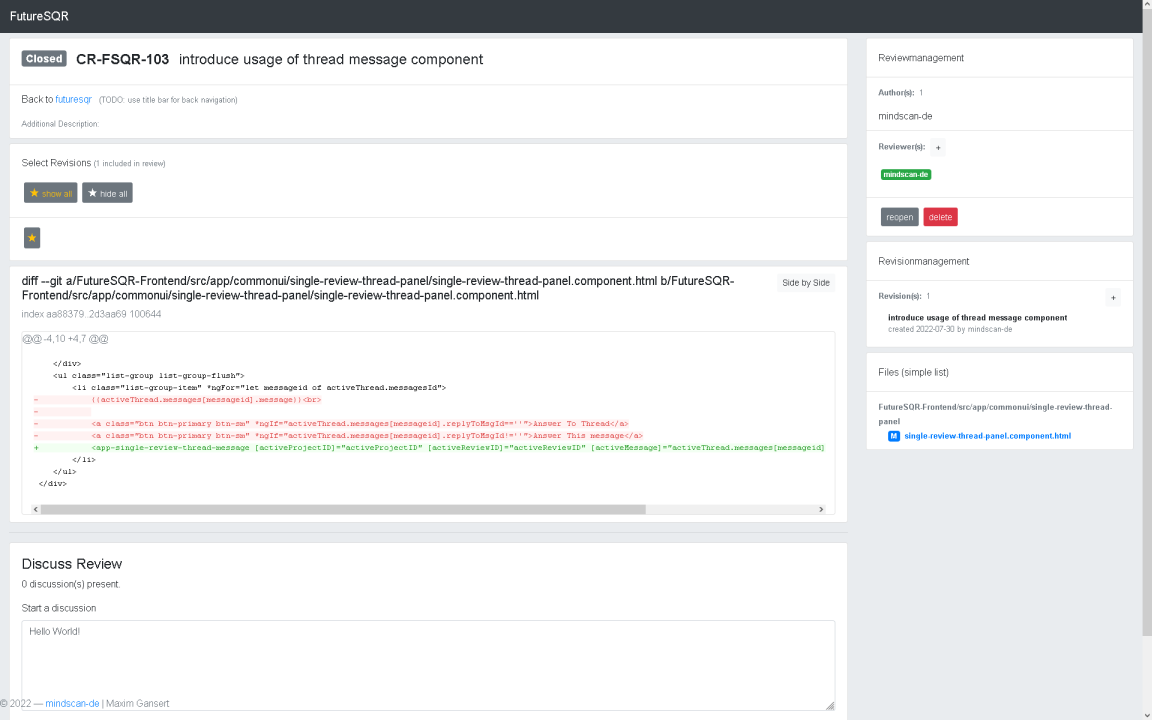 FutureSQR
Closed CR-FSQR-103 introduce usage of thread message component
Back to futuresqr (TODO: use title bar for back navigation)
Additional Description:
Select Revisions (1 included in review)
★ show all ★ hide all
★
diff --git a/FutureSQR-Frontend/src/app/commonui/single-review-thread-panel/single-review-thread-panel.component.html b/FutureSQR-
Frontend/src/app/commonui/single-review-thread-panel/single-review-thread-panel.component.html
Side by Side
index aa88379..2d3aa69 100644
@@ -4,10 +4,7 @@
</div>
<ul class="list-group list-group-flush">
<li class="list-group-item" *ngFor="let messageid of activeThread.messagesId">
- {{activeThread.messages[messageid].message}}<br>
-
- <a class="btn btn-primary btn-sm" *ngIf="activeThread.messages[messageid].replyToMsgId==''">Answer To Thread</a>
- <a class="btn btn-primary btn-sm" *ngIf="activeThread.messages[messageid].replyToMsgId!=''">Answer This message</a>
+ <app-single-review-thread-message [activeProjectID]="activeProjectID" [activeReviewID]="activeReviewID" [activeMessage]="activeThread.messages[messageid]
</li>
</ul>
</div>
Discuss Review
0 discussion(s) present.
Start a discussion
Hello World!
© 2022 — mindscan-de | Maxim Gansert
Reviewmanagement
Author(s): 1
mindscan-de
Reviewer(s): +
mindscan-de
reopen delete
Revisionmanagement
Revision(s): 1 +
introduce usage of thread message component
created 2022-07-30 by mindscan-de
Files (simple list)
FutureSQR-Frontend/src/app/commonui/single-review-thread-
panel
M single-review-thread-panel.component.html